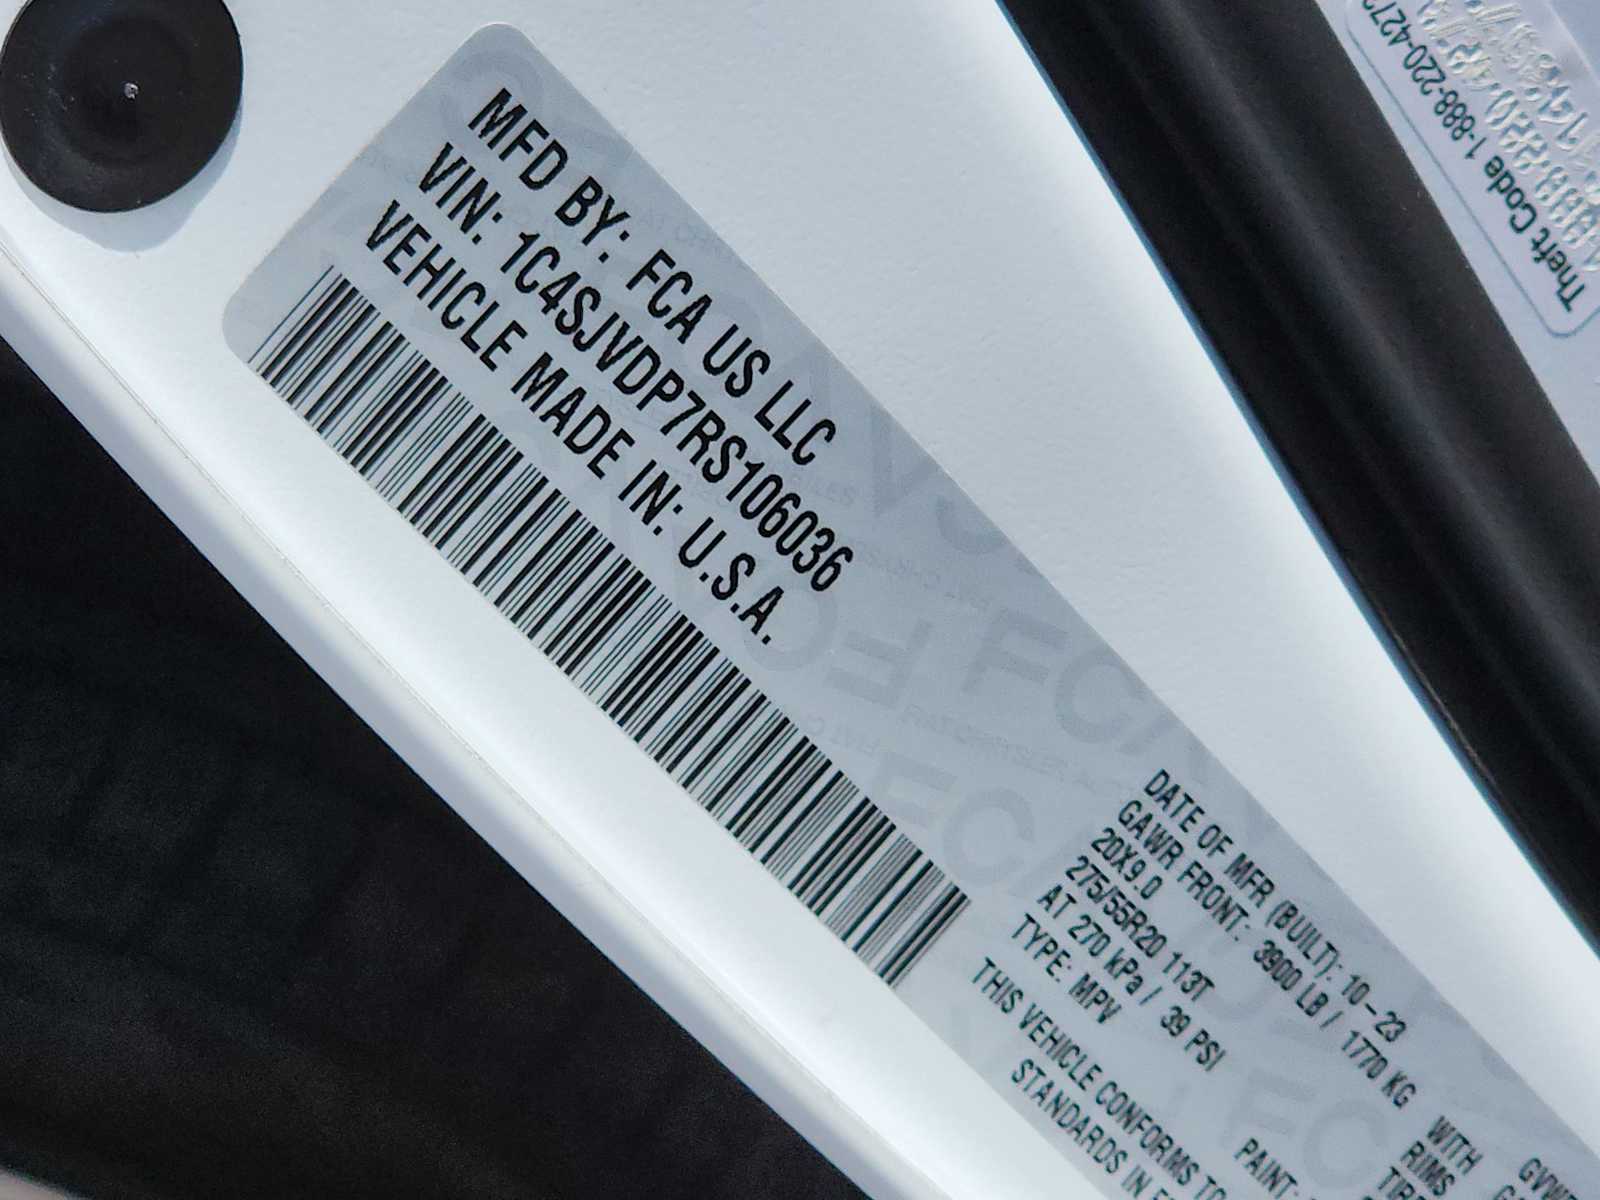 MFD BY: FCA US LLC
VIN: 1C4SJVDP7RS106036
VEHICLE MADE IN: U.S.A.
DATE OF MFR (BUILT): 10-23
GAWR FRONT: 3900 LB / 1770 KG WITH
20X9.0 RIMS
275/55R20 113T
AT 270 kPa / 39 PSI
TYPE: MPV PAINT:
THIS VEHICLE CONFORMS TO
STANDARDS IN
Theft Code 1-888-220-427
FCA